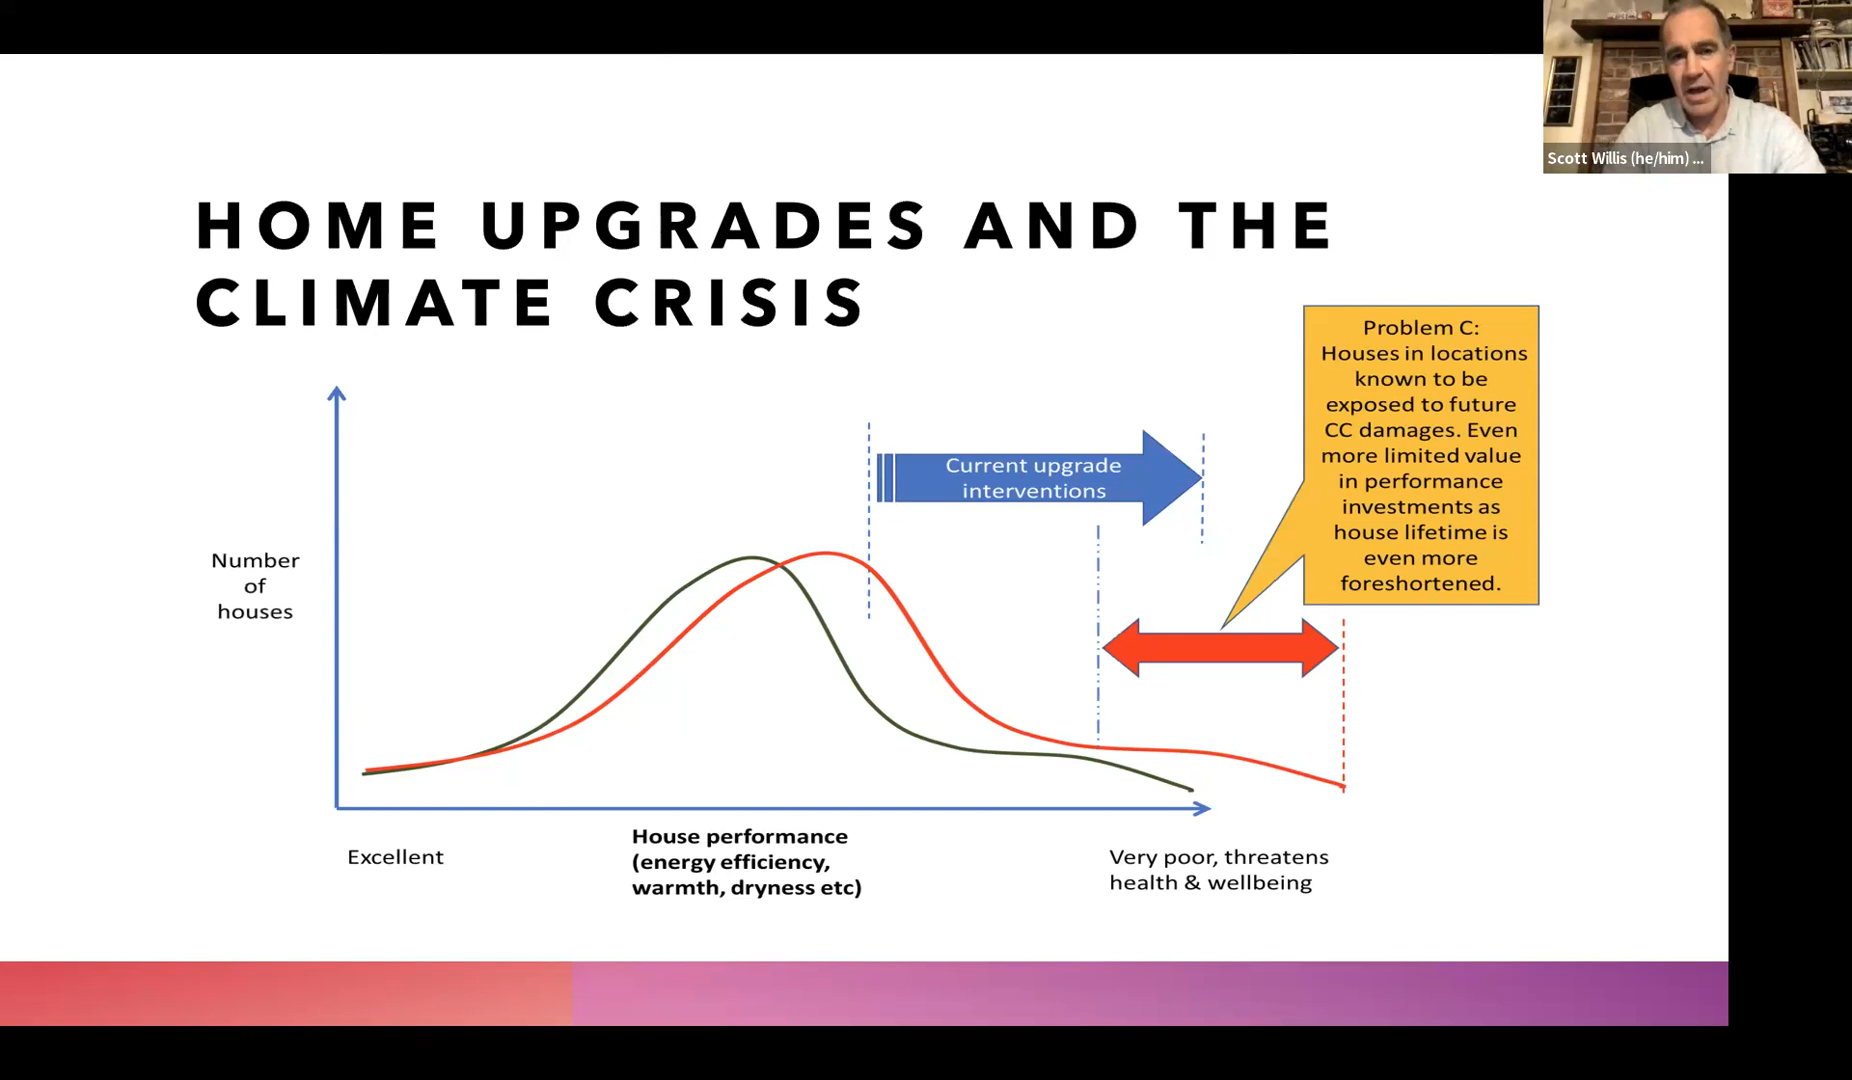 Scott Willis (he/him) ...
HOME UPGRADES AND THE
CLIMATE CRISIS
Problem C:
Houses in locations
known to be
exposed to future
CC damages. Even
more limited value
in performance
investments as
house lifetime is
even more
foreshortened.
Current upgrade
interventions
Number
of
houses
Excellent
House performance
(energy efficiency,
warmth, dryness etc)
Very poor, threatens
health & wellbeing